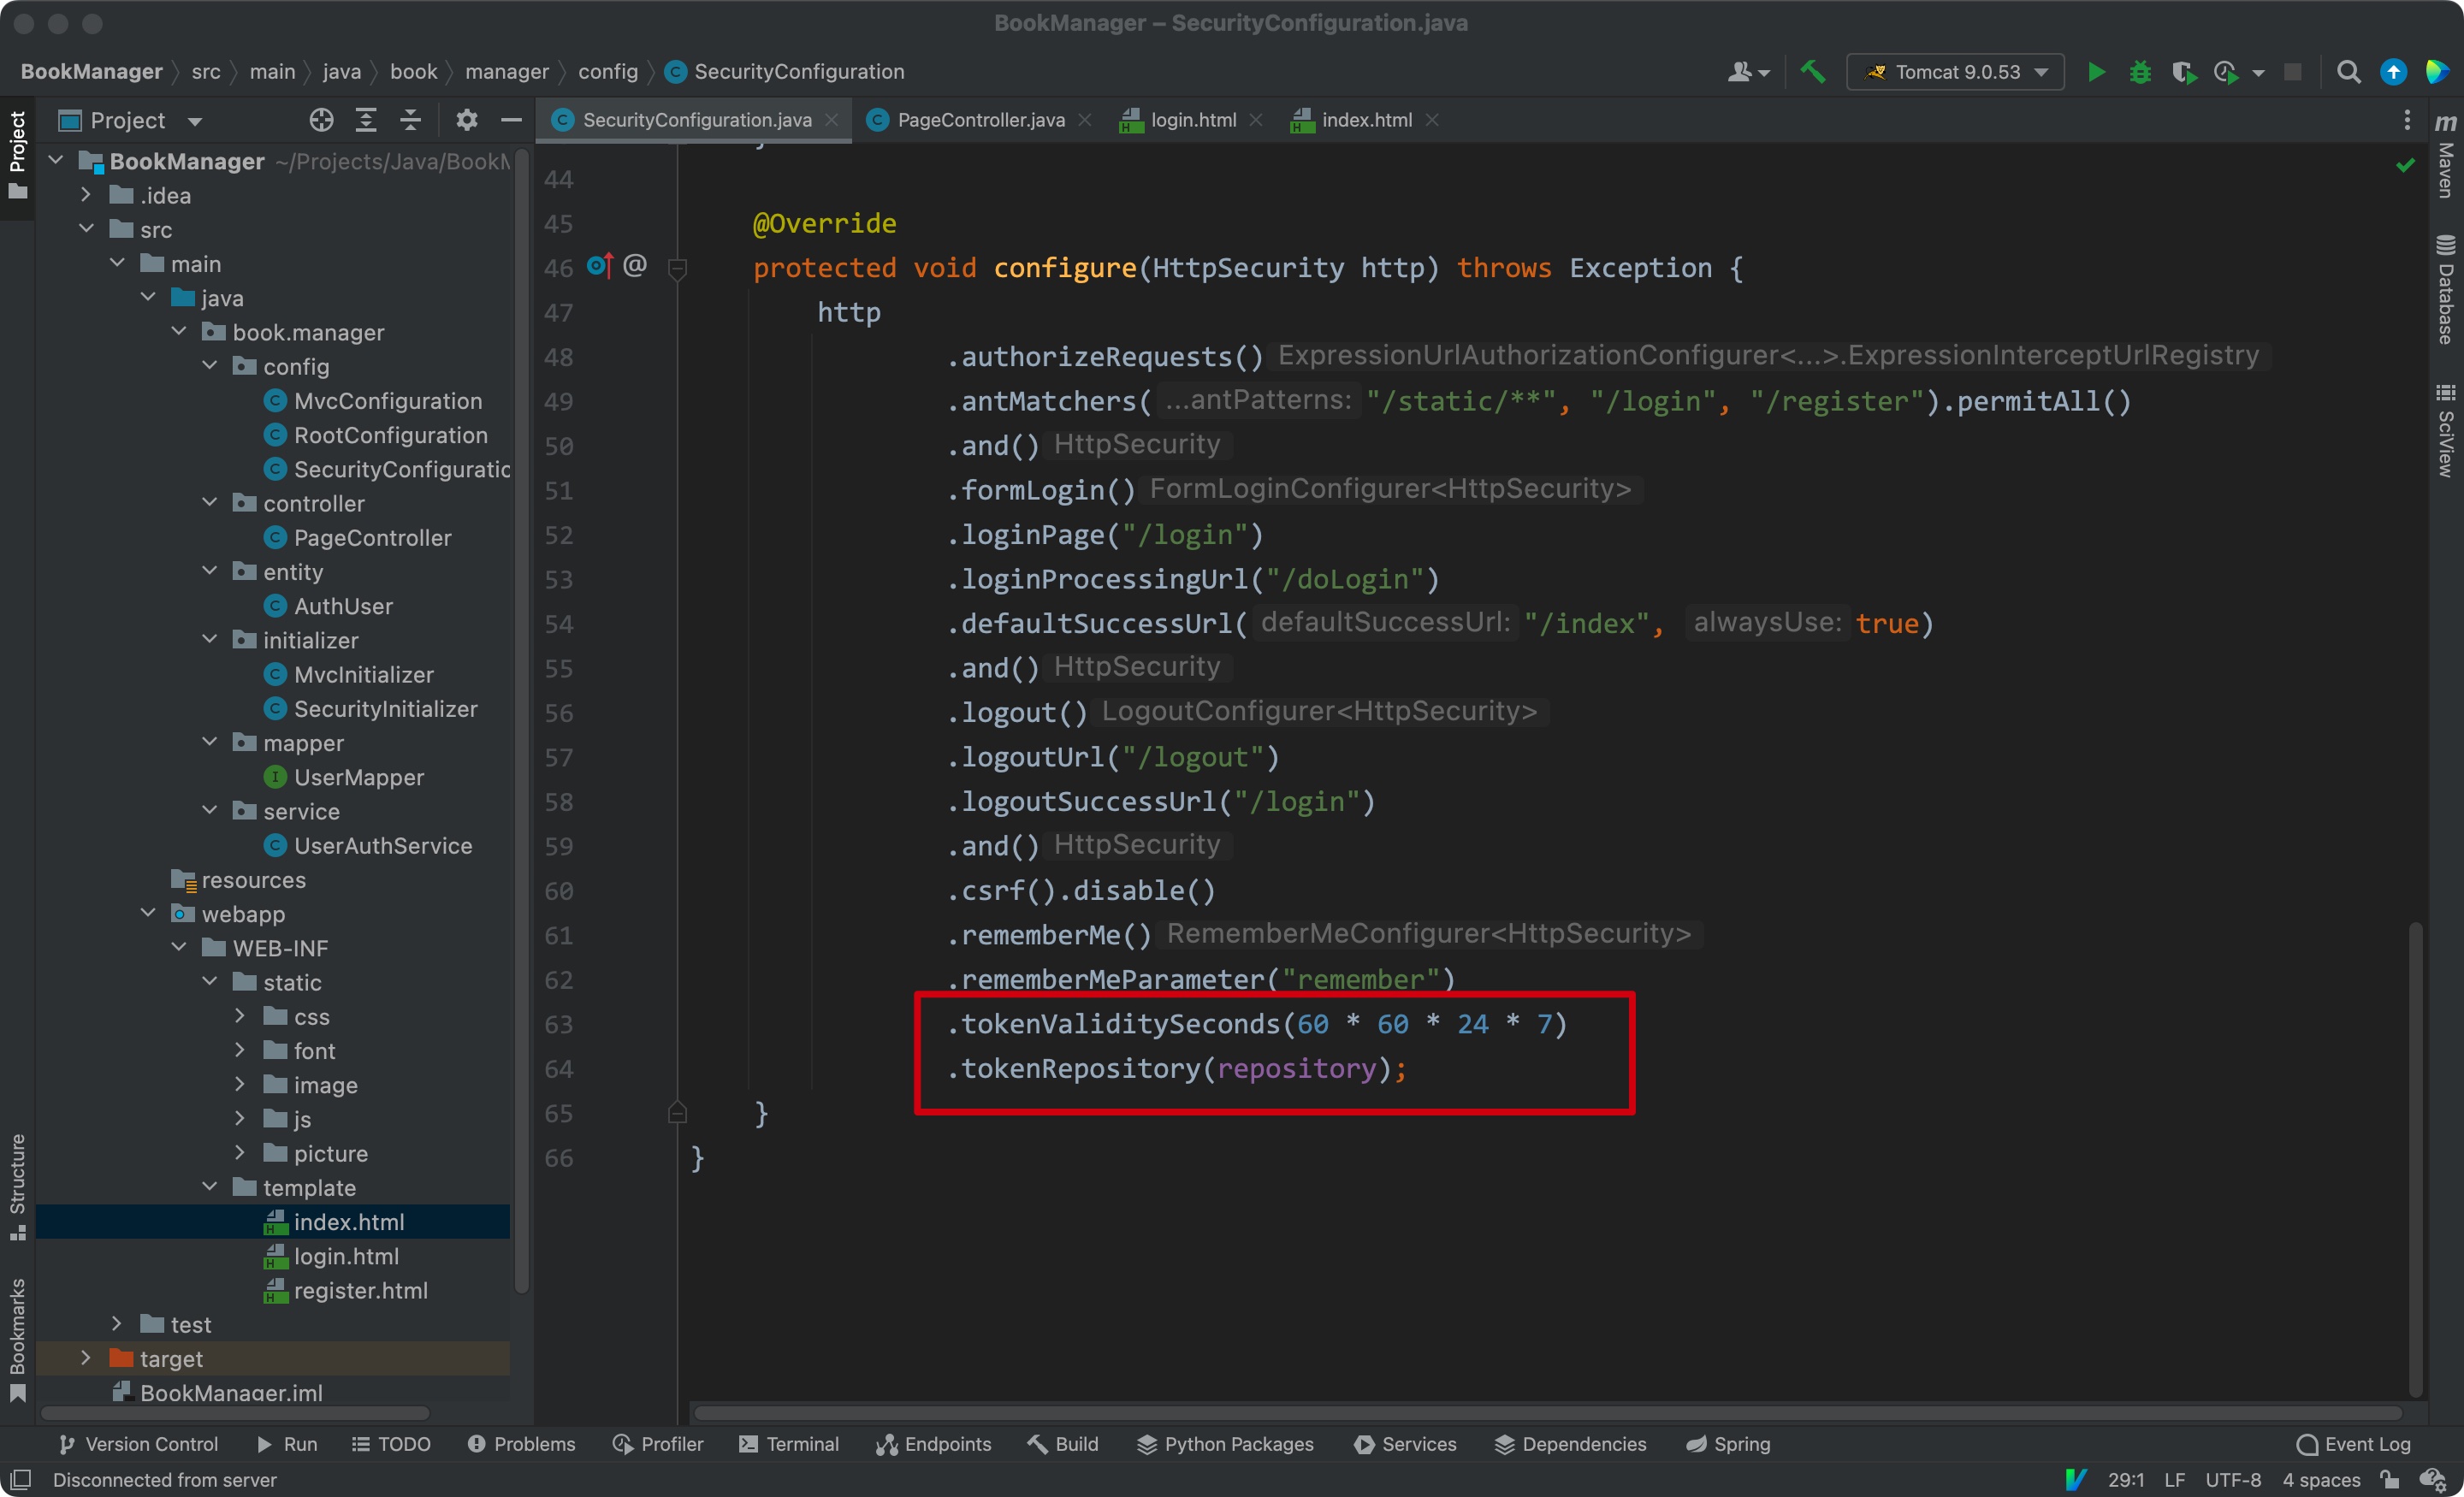 BookManager – SecurityConfiguration.java
BookManager src main java book manager config SecurityConfiguration
Tomcat 9.0.53
Project
SecurityConfiguration.java PageController.java login.html index.html
Project
Structure
Bookmarks
BookManager ~/Projects/Java/BookM
.idea
src
main
java
book.manager
config
MvcConfiguration
RootConfiguration
SecurityConfiguratio
controller
PageController
entity
AuthUser
initializer
MvcInitializer
SecurityInitializer
mapper
UserMapper
service
UserAuthService
resources
webapp
WEB-INF
static
css
font
image
js
picture
template
index.html
login.html
register.html
test
target
BookManager.iml
44
45 @Override
46 @ protected void configure(HttpSecurity http) throws Exception {
47 http
48 .authorizeRequests() ExpressionUrlAuthorizationConfigurer<...>.ExpressionInterceptUrlRegistry
49 .antMatchers( ...antPatterns: "/static/**", "/login", "/register").permitAll()
50 .and() HttpSecurity
51 .formLogin() FormLoginConfigurer<HttpSecurity>
52 .loginPage("/login")
53 .loginProcessingUrl("/doLogin")
54 .defaultSuccessUrl( defaultSuccessUrl: "/index", alwaysUse: true)
55 .and() HttpSecurity
56 .logout() LogoutConfigurer<HttpSecurity>
57 .logoutUrl("/logout")
58 .logoutSuccessUrl("/login")
59 .and() HttpSecurity
60 .csrf().disable()
61 .rememberMe() RememberMeConfigurer<HttpSecurity>
62 .rememberMeParameter("remember")
63 .tokenValiditySeconds(60 * 60 * 24 * 7)
64 .tokenRepository(repository);
65 }
66 }
Maven
Database
SciView
Version Control Run TODO Problems Profiler Terminal Endpoints Build Python Packages Services Dependencies Spring Event Log
Disconnected from server 29:1 LF UTF-8 4 spaces